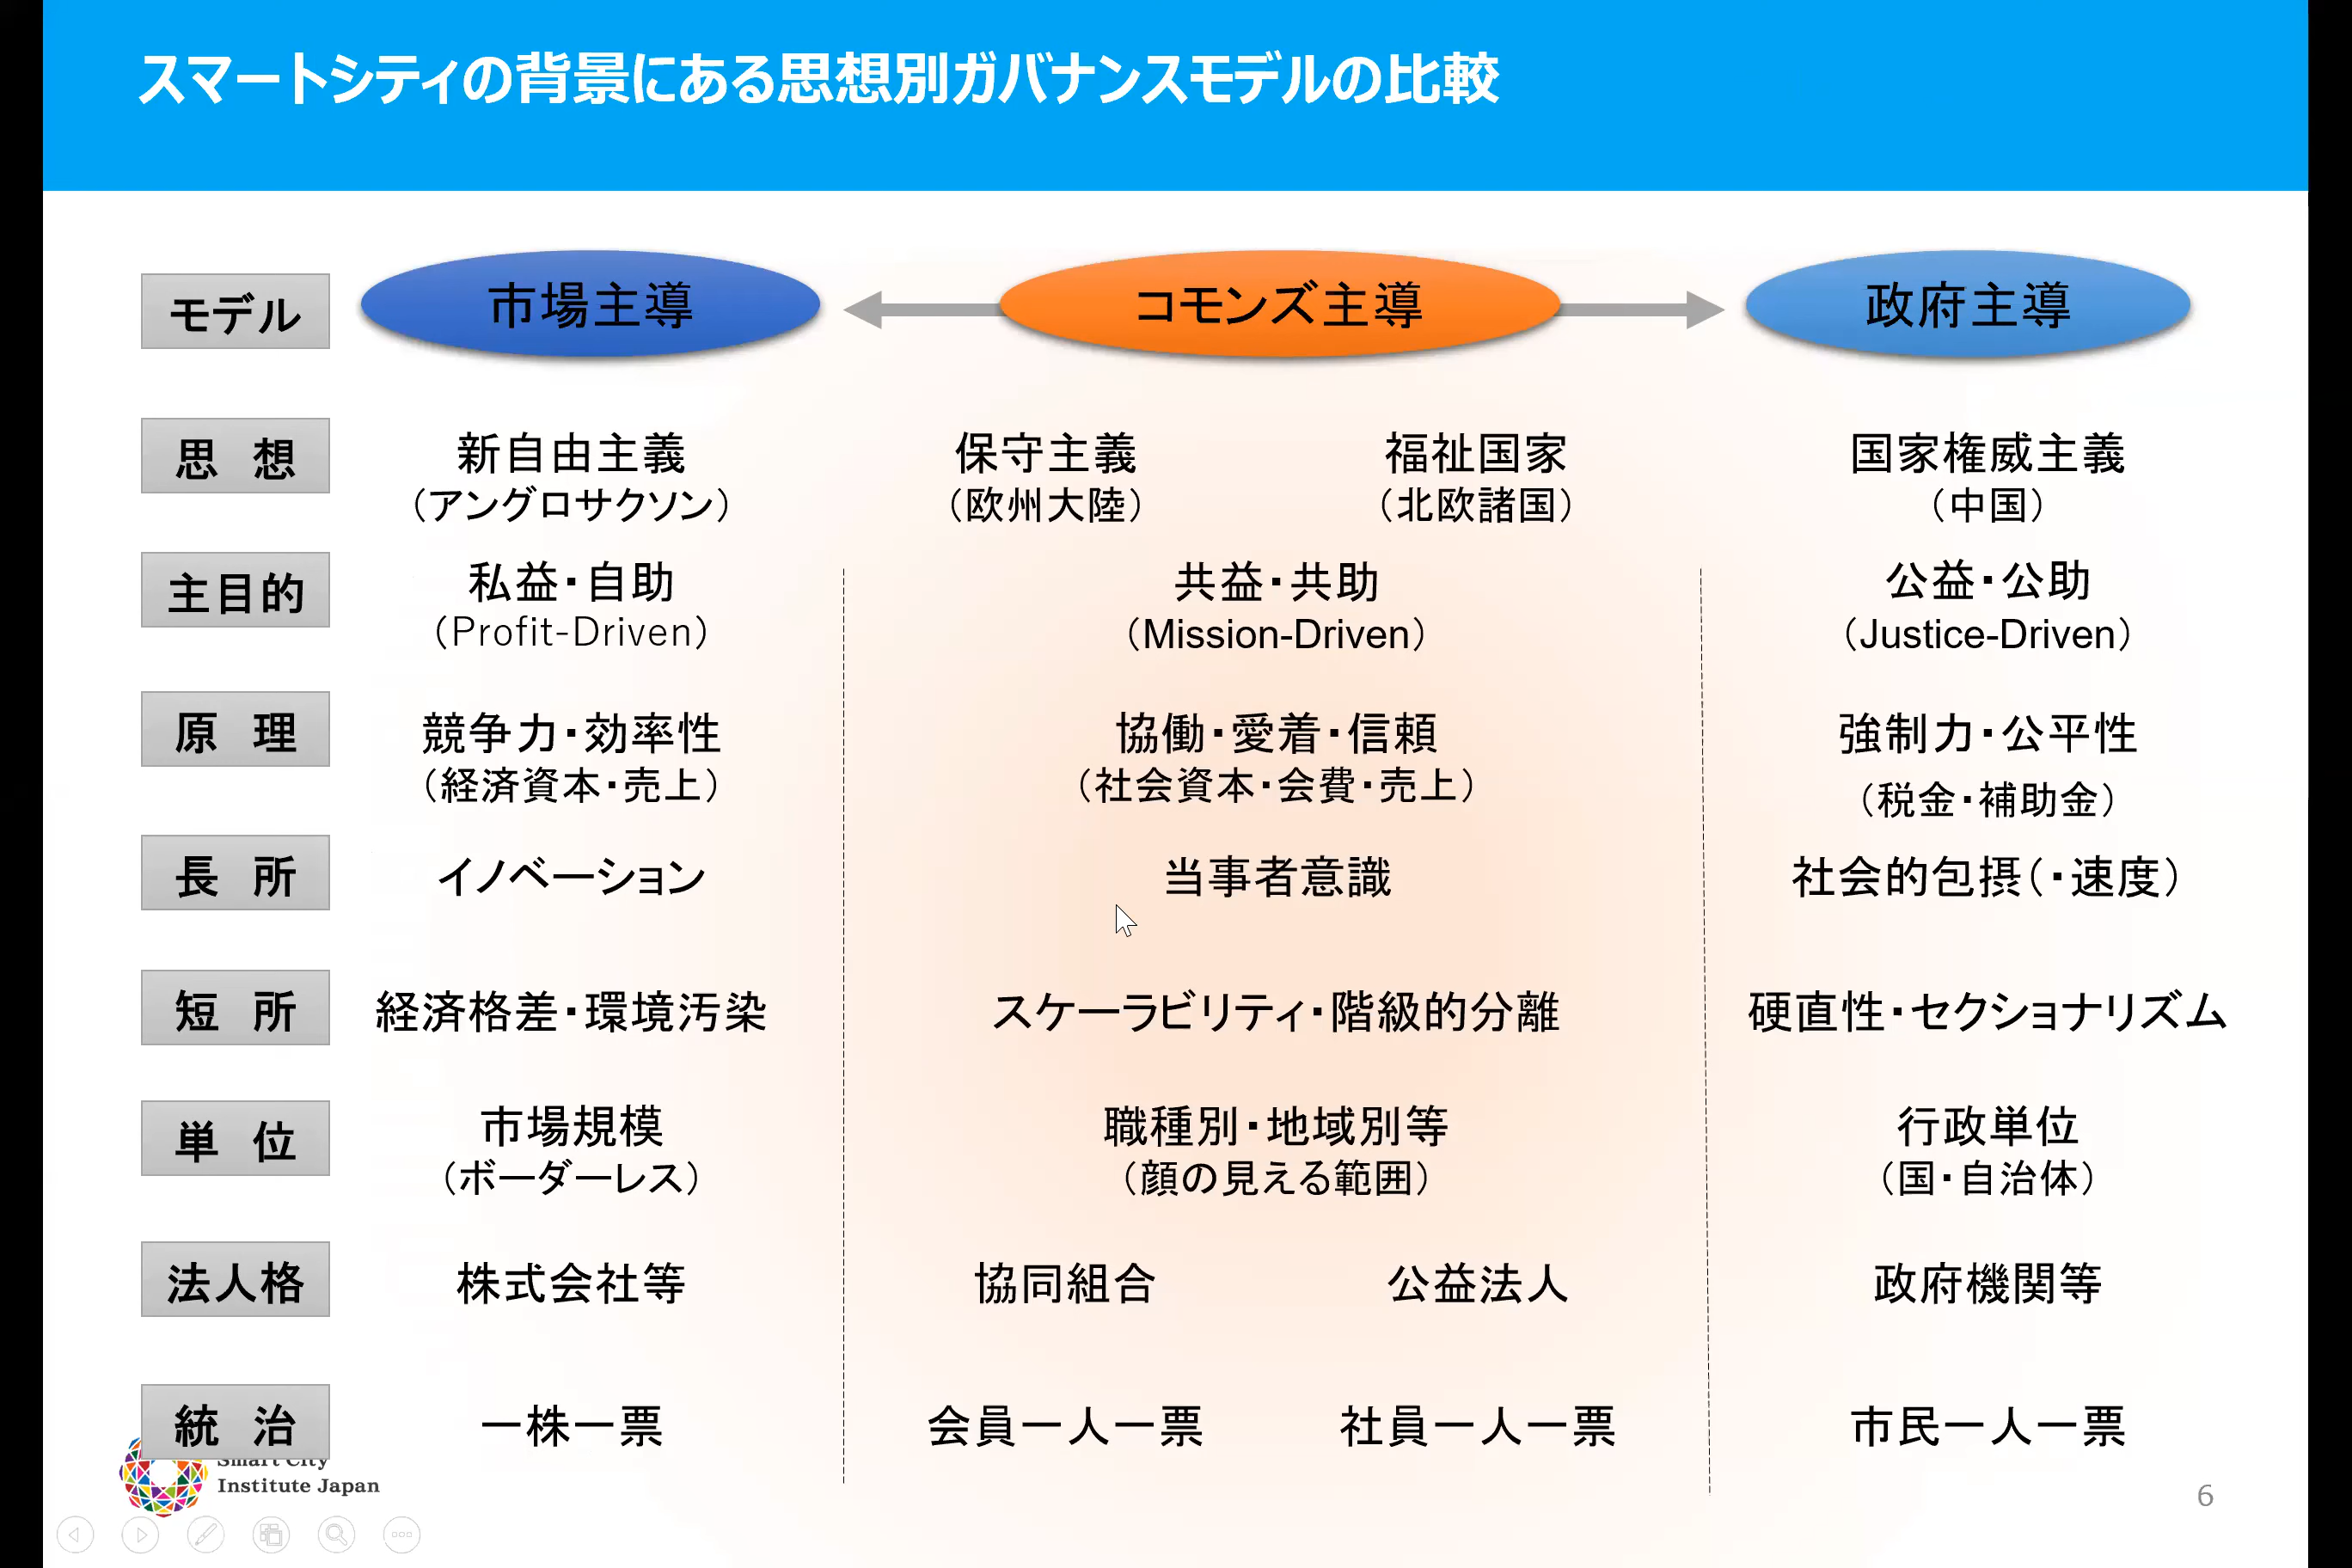 スマートシティの背景にある思想別ガバナンスモデルの比較
モデル 市場主導 コモンズ主導 政府主導
思 想 新自由主義 保守主義 福祉国家 国家権威主義
（アングロサクソン） （欧州大陸） （北欧諸国） （中国）
主目的 私益・自助 共益・共助 公益・公助
（Profit-Driven） （Mission-Driven） （Justice-Driven）
原 理 競争力・効率性 協働・愛着・信頼 強制力・公平性
（経済資本・売上） （社会資本・会費・売上） （税金・補助金）
長 所 イノベーション 当事者意識 社会的包摂（・速度）
短 所 経済格差・環境汚染 スケーラビリティ・階級的分離 硬直性・セクショナリズム
単 位 市場規模 職種別・地域別等 行政単位
（ボーダーレス） （顔の見える範囲） （国・自治体）
法人格 株式会社等 協同組合 公益法人 政府機関等
統 治 一株一票 会員一人一票 社員一人一票 市民一人一票
Smart City
Institute Japan
6